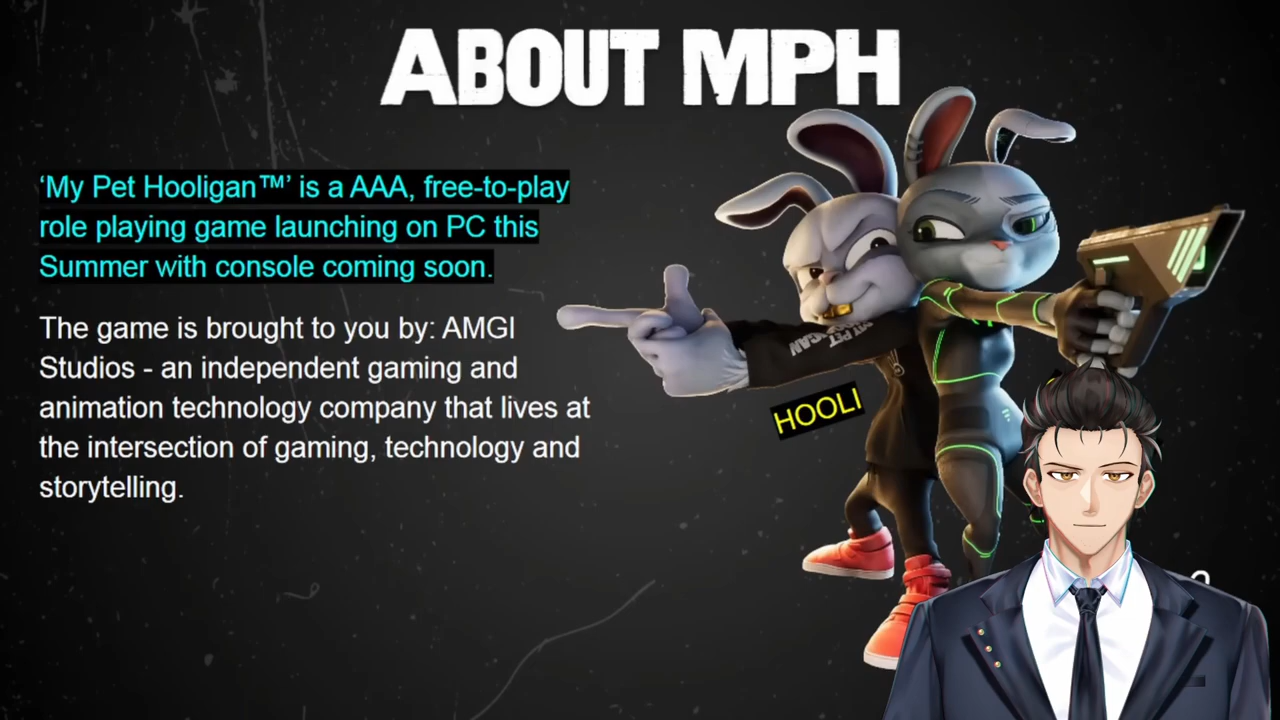 ABOUT MPH
‘My Pet Hooligan™’ is a AAA, free-to-play
role playing game launching on PC this
Summer with console coming soon.
The game is brought to you by: AMGI
Studios - an independent gaming and
animation technology company that lives at
the intersection of gaming, technology and
storytelling.
HOOLI